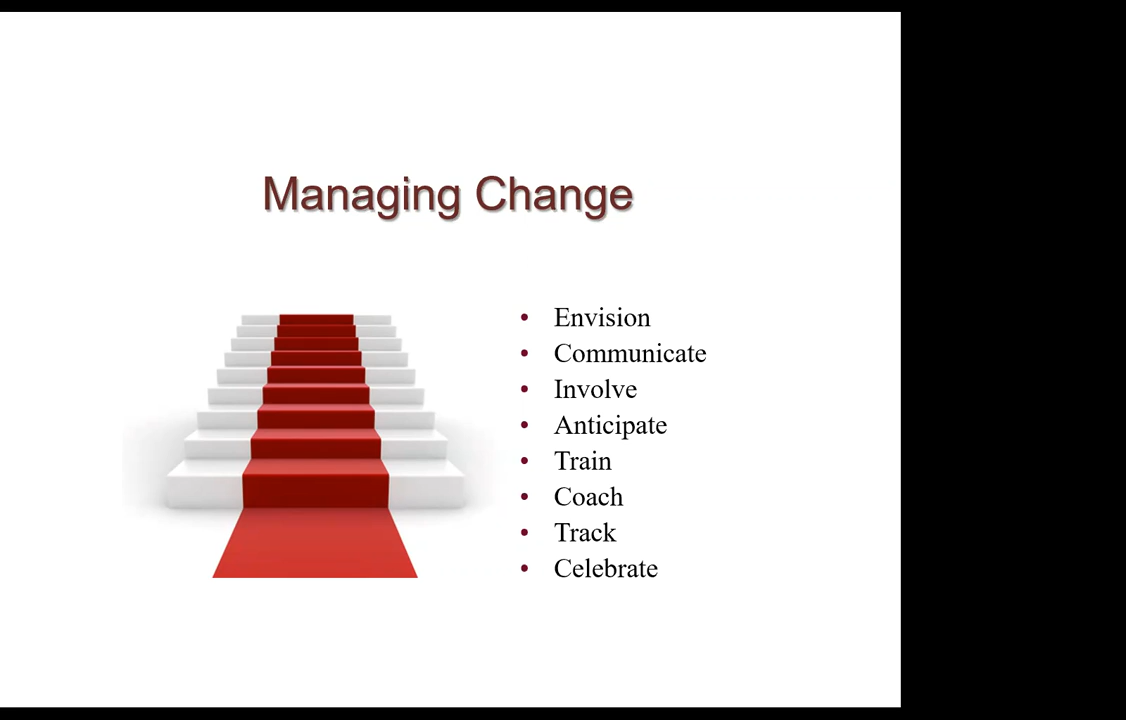 Managing Change
• Envision
• Communicate
• Involve
• Anticipate
• Train
• Coach
• Track
• Celebrate